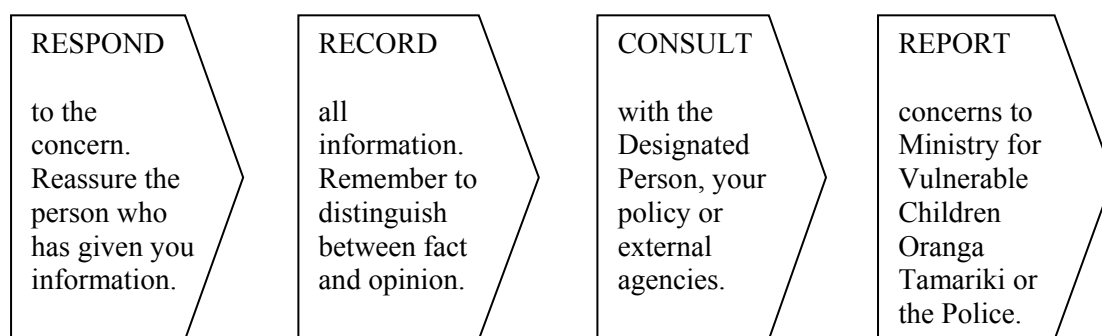 RESPOND
to the
concern.
Reassure the
person who
has given you
information.
RECORD
all
information.
Remember to
distinguish
between fact
and opinion.
CONSULT
with the
Designated
Person, your
policy or
external
agencies.
REPORT
concerns to
Ministry for
Vulnerable
Children
Oranga
Tamariki or
the Police.